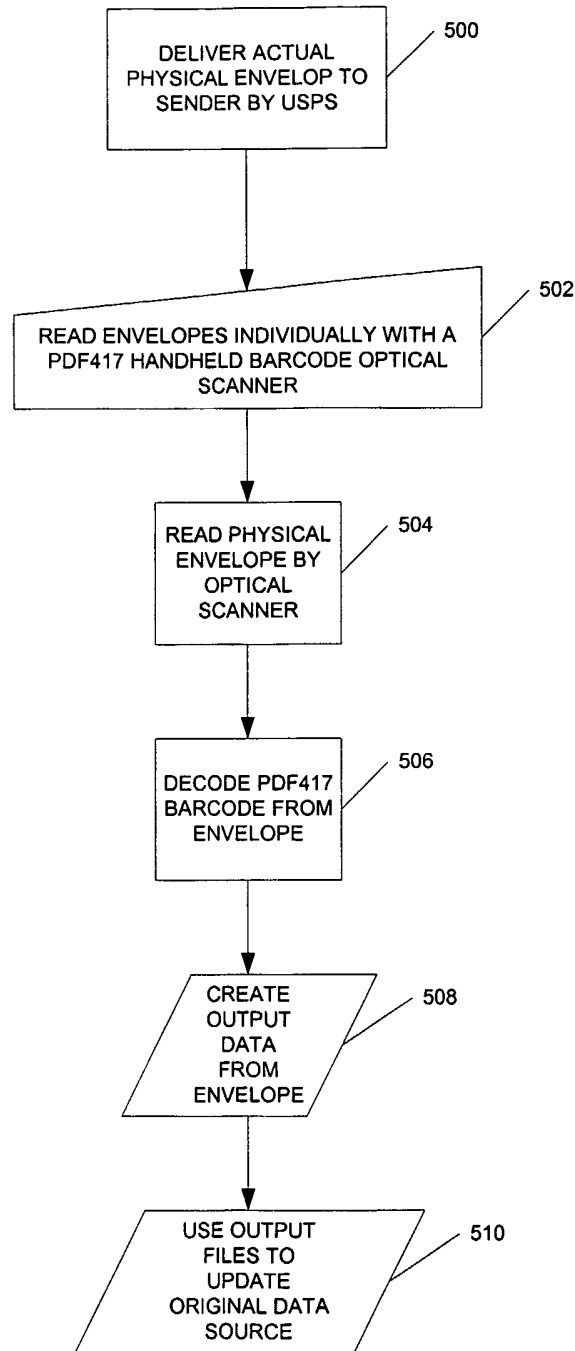 DELIVER ACTUAL
PHYSICAL ENVELOP TO
SENDER BY USPS
500
READ ENVELOPES INDIVIDUALLY WITH A
PDF417 HANDHELD BARCODE OPTICAL
SCANNER
502
READ PHYSICAL
ENVELOPE BY
OPTICAL
SCANNER
504
DECODE PDF417
BARCODE FROM
ENVELOPE
506
CREATE
OUTPUT
DATA
FROM
ENVELOPE
508
USE OUTPUT
FILES TO
UPDATE
ORIGINAL DATA
SOURCE
510